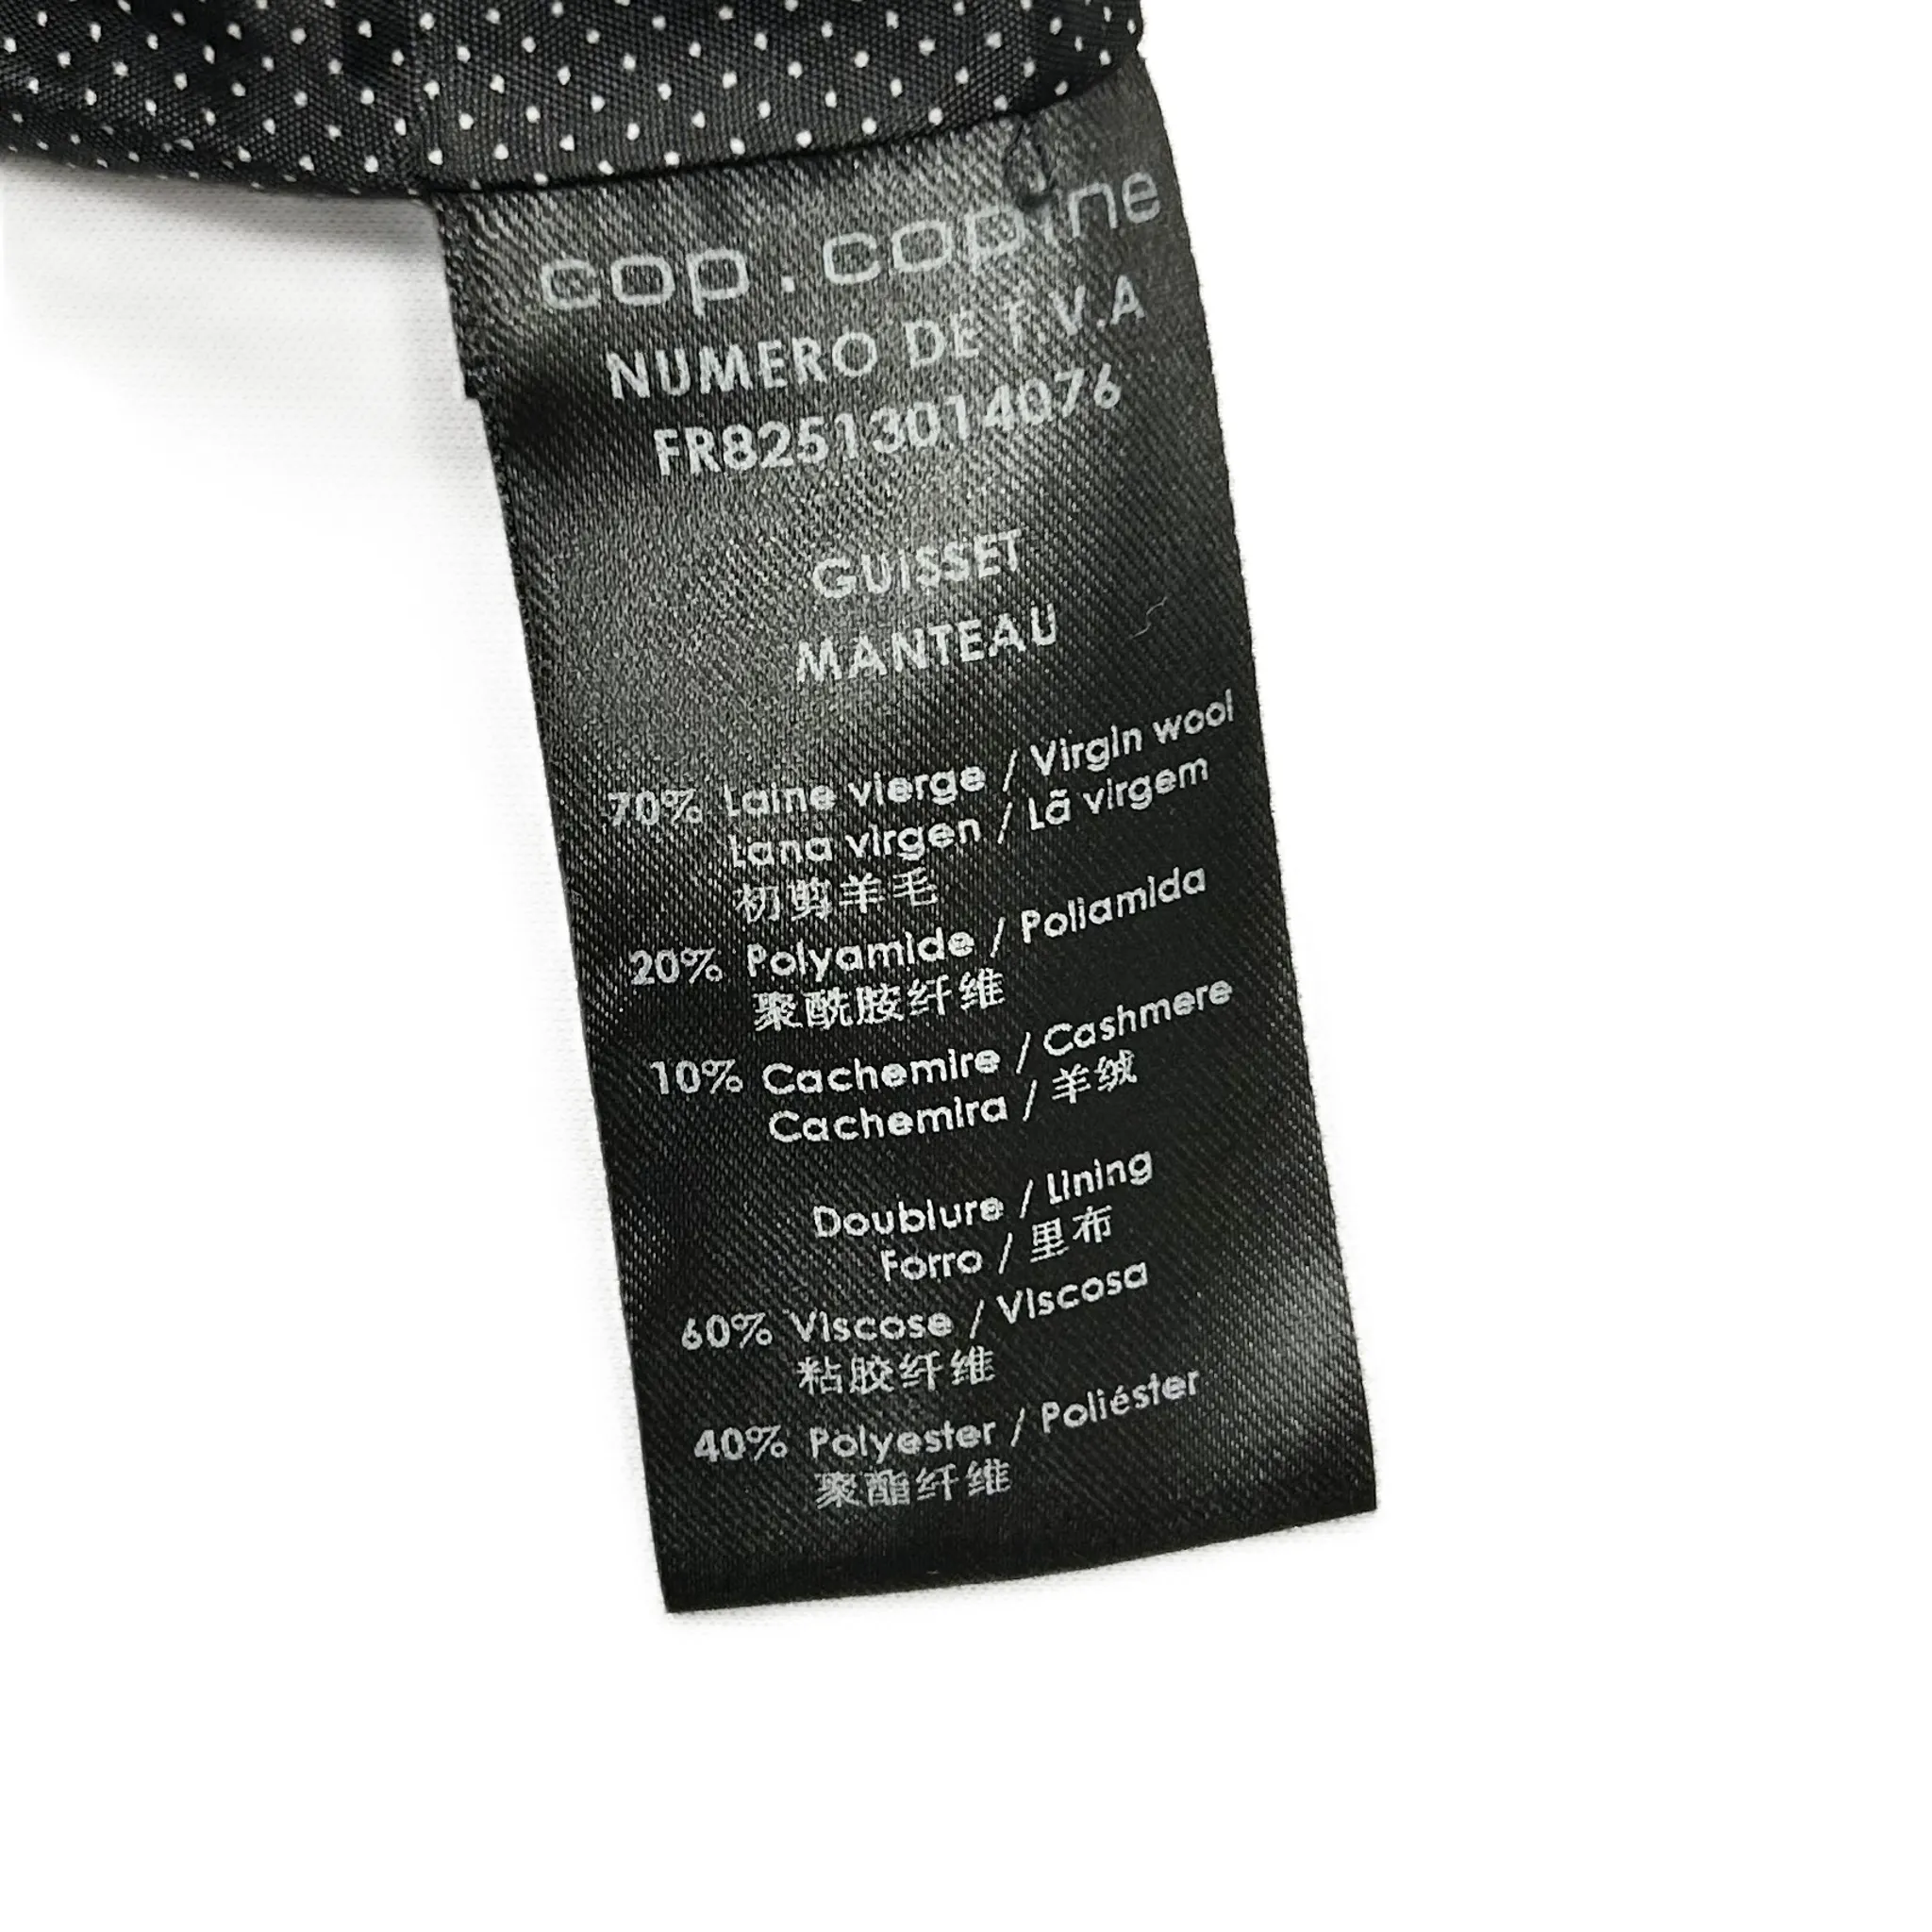 cop.copine
NUMERO DE T.V.A
FR82513014076
GUISSET
MANTEAU
70% Laine vierge / Virgin wool
Lana virgen / Lã virgem
初剪羊毛
20% Polyamide / Poliamida
聚酰胺纤维
10% Cachemire / Cashmere
Cachemira / 羊绒
Doublure / Lining
Forro / 里布
60% Viscose / Viscosa
粘胶纤维
40% Polyester / Poliéster
聚酯纤维